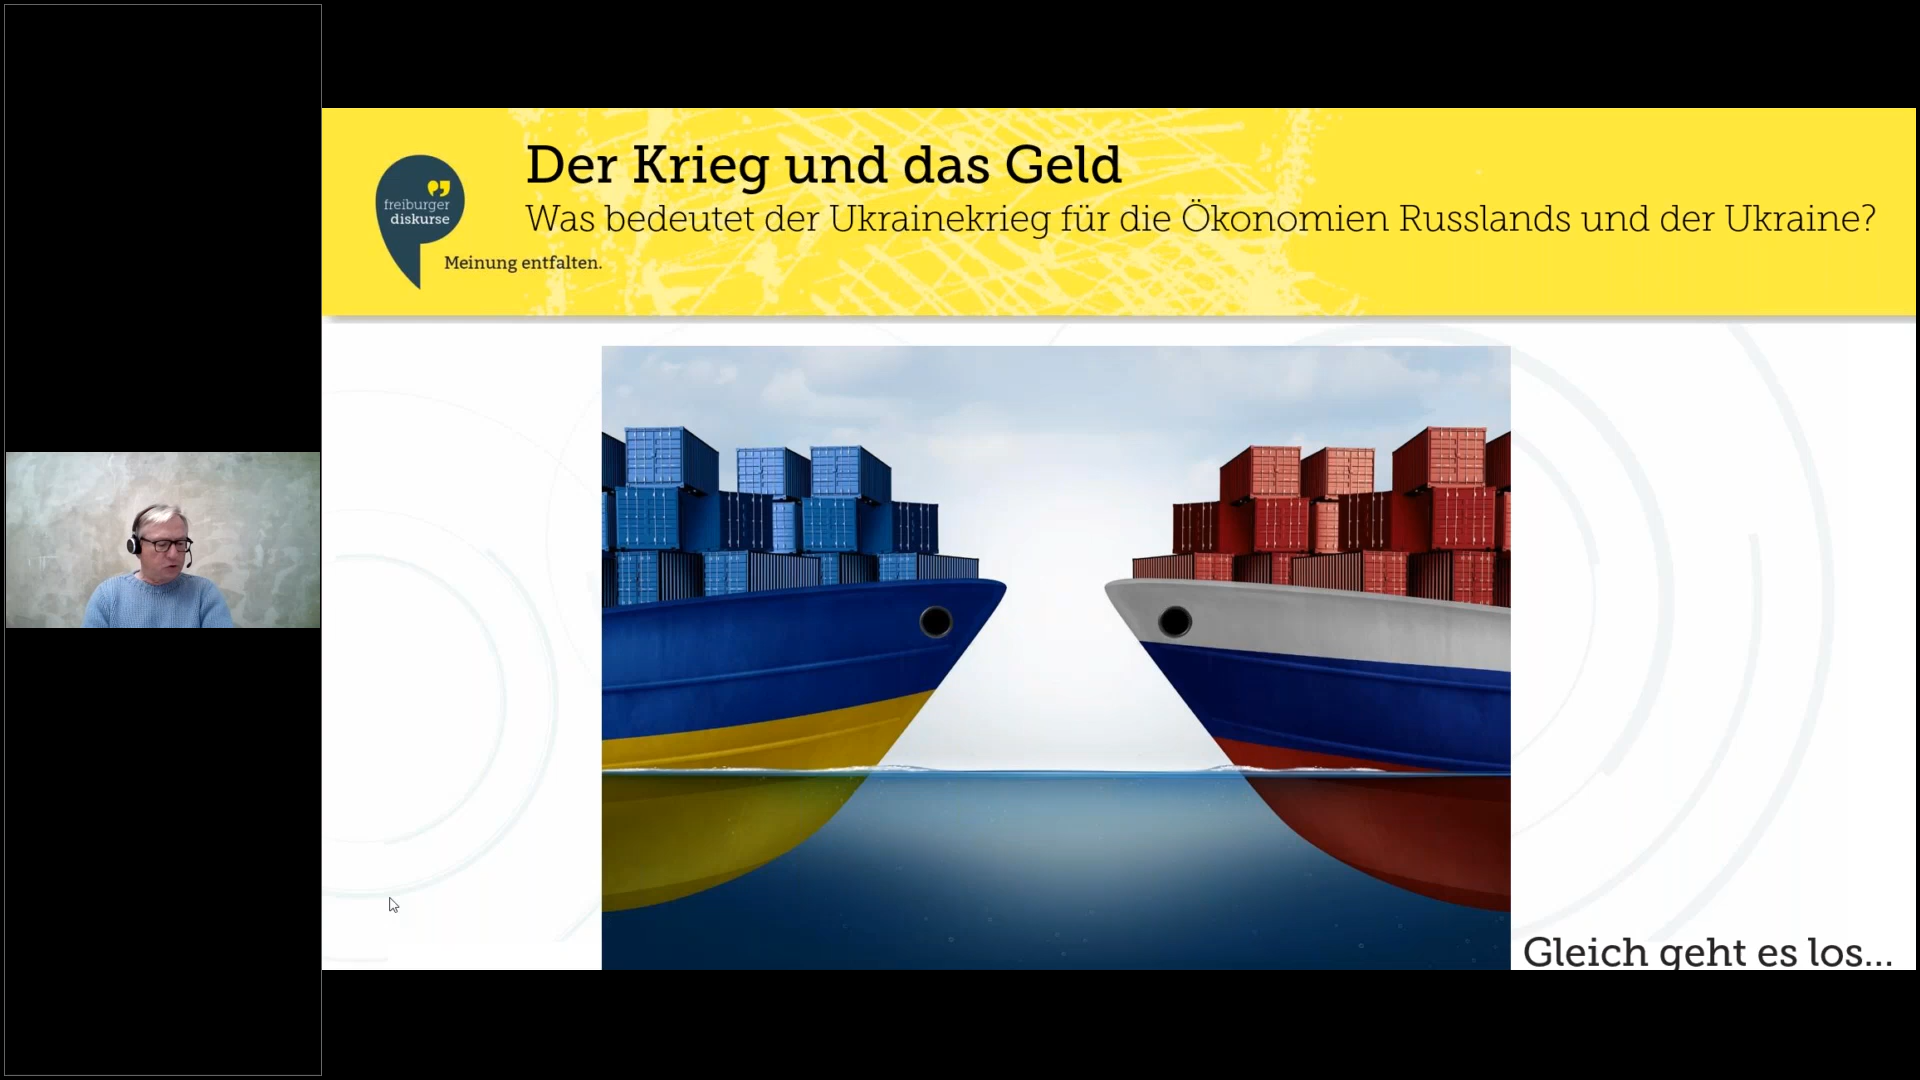 Der Krieg und das Geld
Was bedeutet der Ukrainekrieg für die Ökonomien Russlands und der Ukraine?
freiburger
diskurse
Meinung entfalten.
Gleich geht es los...